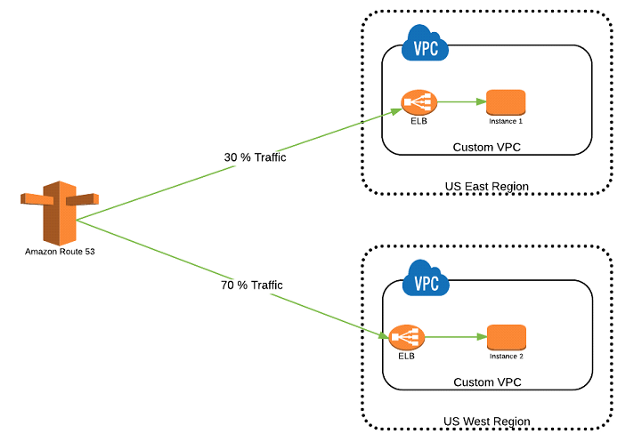 VPC
ELB
Instance 1
Custom VPC
US East Region
30 % Traffic
Amazon Route 53
70 % Traffic
VPC
ELB
Instance 2
Custom VPC
US West Region